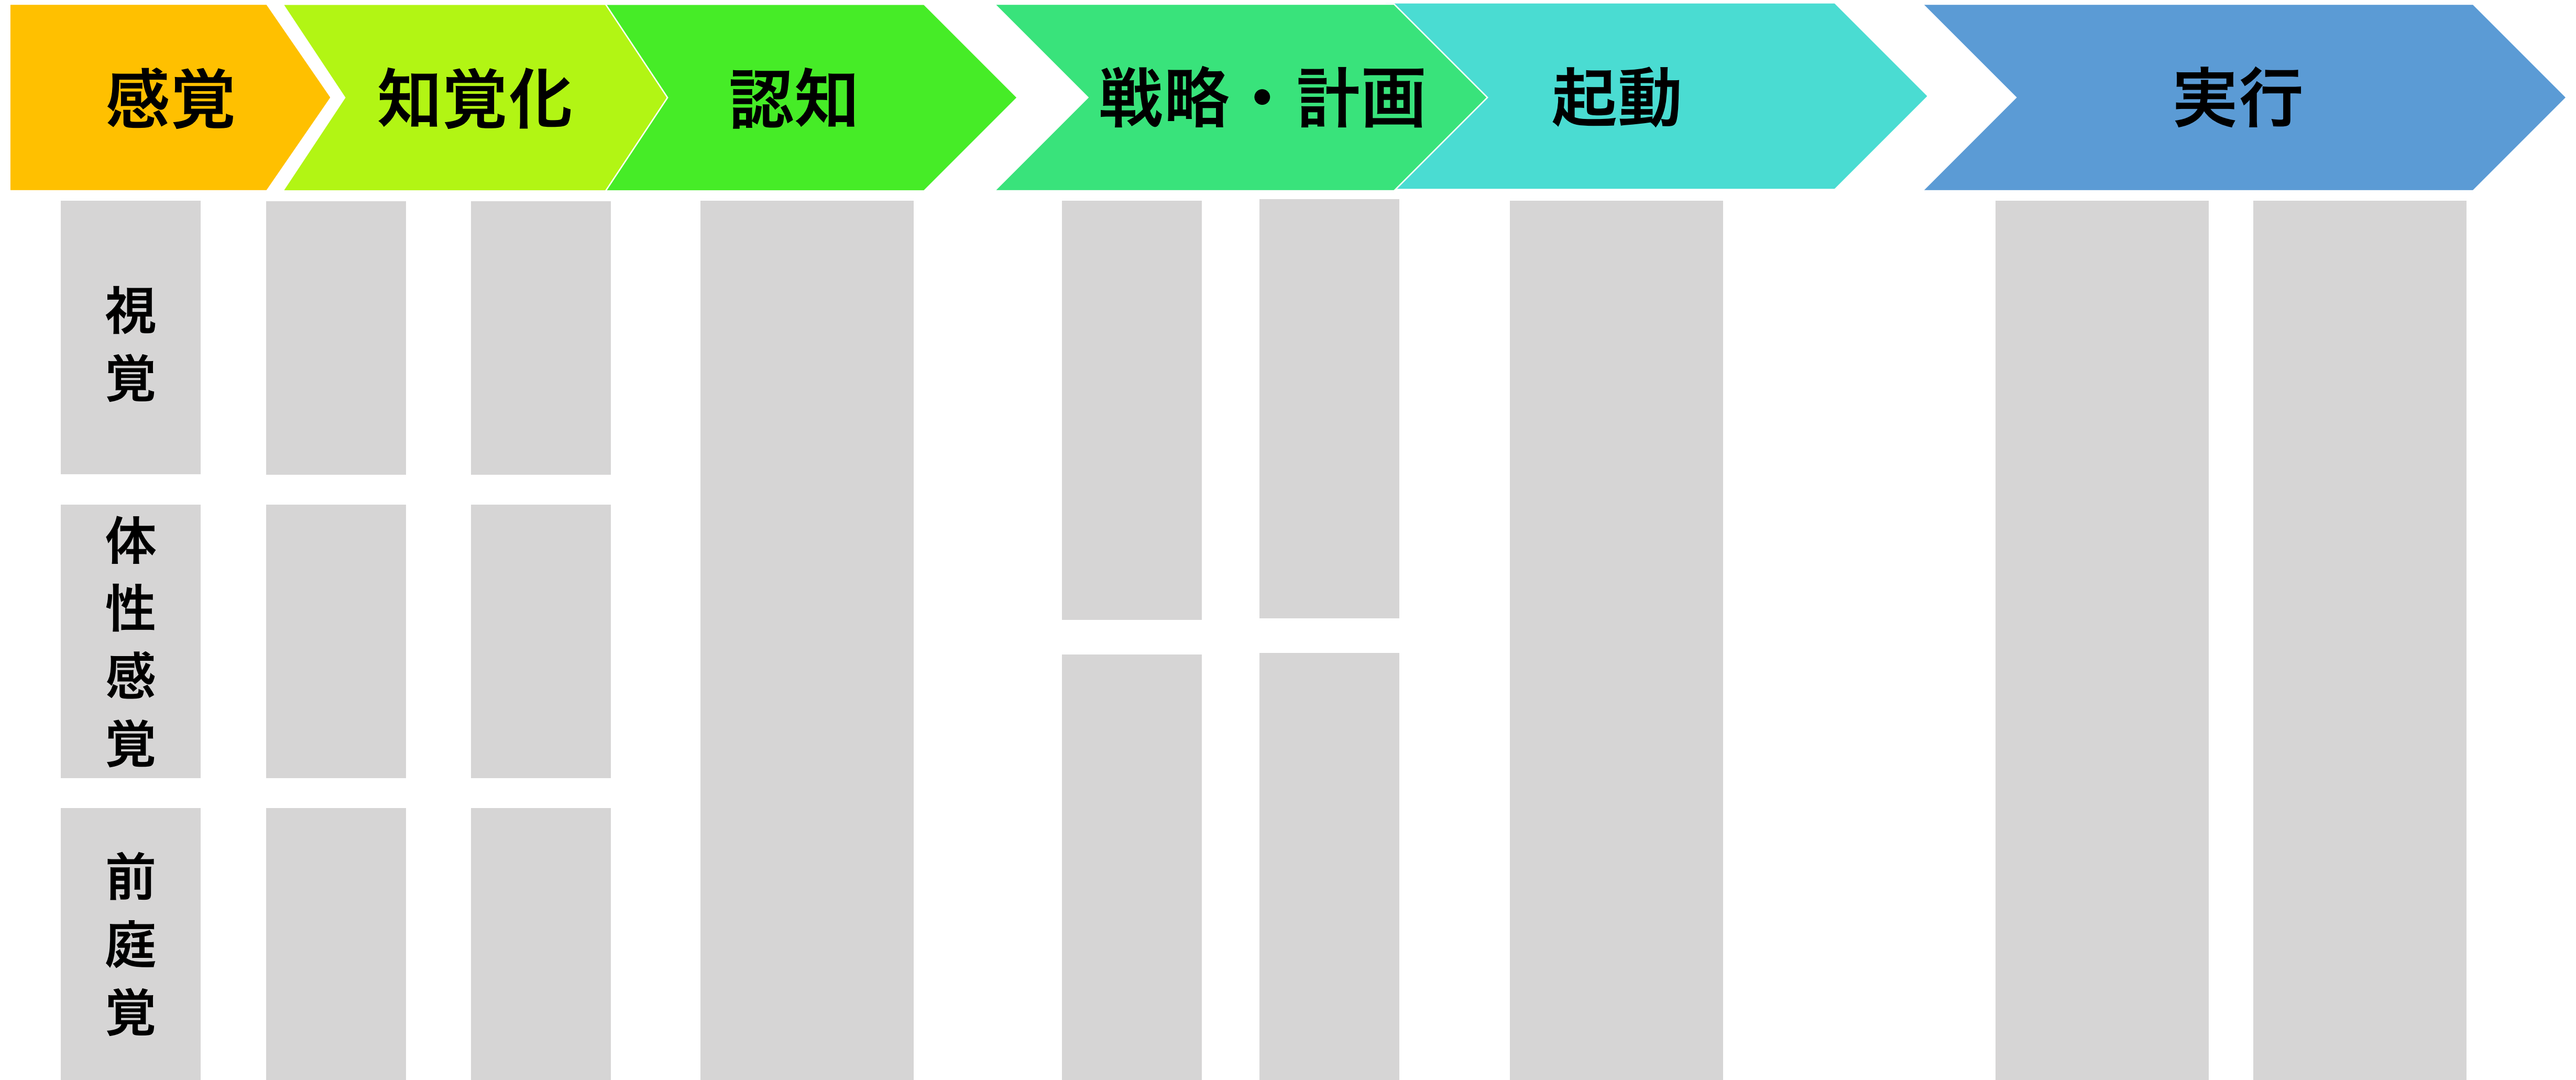 感覚
知覚化
認知
戦略・計画
起動
実行
視覚
体性感覚
前庭覚